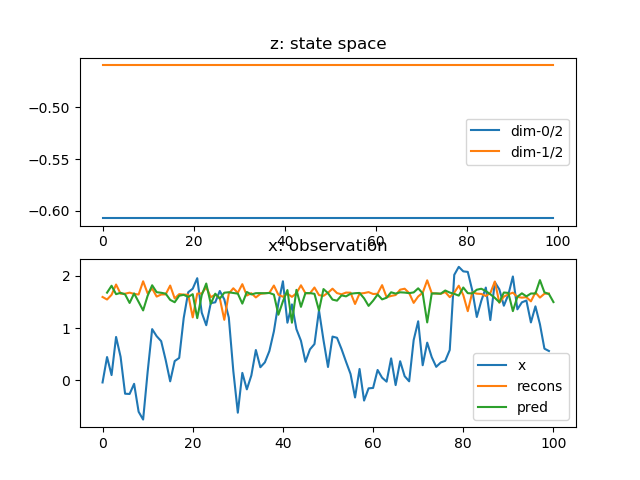 z: state space
−0.50
−0.55
−0.60
dim-0/2
dim-1/2
0 20 40 60 80 100
x: observation
2
1
0
x
recons
pred
0 20 40 60 80 100